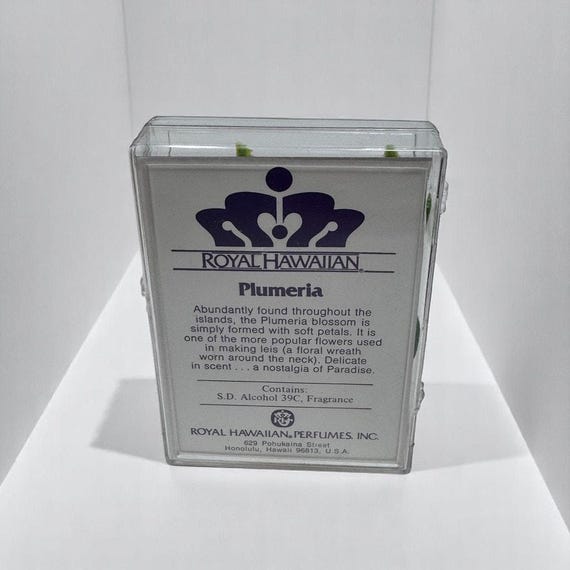 ROYAL HAWAIIAN
Plumeria
Abundantly found throughout the
islands, the Plumeria blossom is
simply formed with soft petals. It is
one of the more popular flowers used
in making leis (a floral wreath
worn around the neck). Delicate
in scent . . . a nostalgia of Paradise.
Contains:
S.D. Alcohol 39C, Fragrance
ROYAL HAWAIIAN PERFUMES, INC.
629 Pohukaina Street
Honolulu, Hawaii 96813, U.S.A.